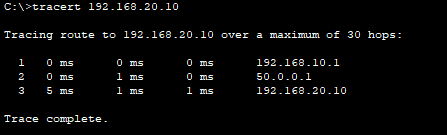 C:\>tracert 192.168.20.10
Tracing route to 192.168.20.10 over a maximum of 30 hops:
1 0 ms 0 ms 0 ms 192.168.10.1
2 0 ms 1 ms 0 ms 50.0.0.1
3 5 ms 1 ms 1 ms 192.168.20.10
Trace complete.